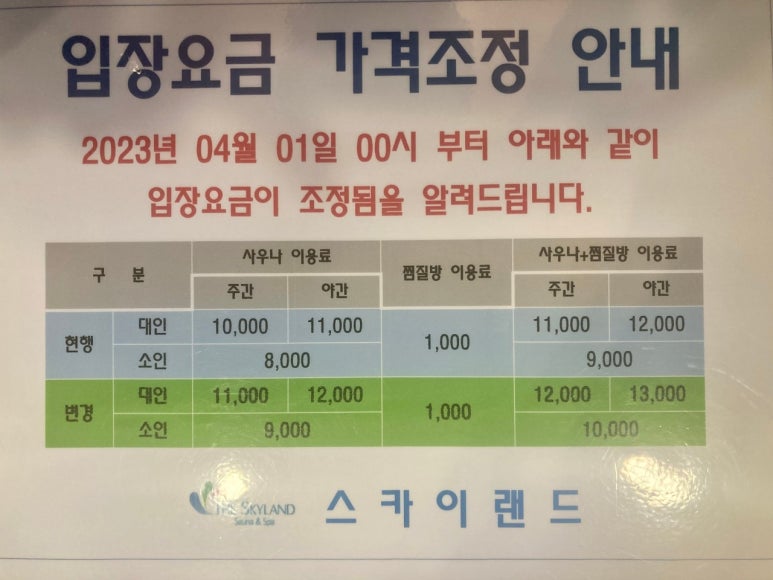 입장요금 가격조정 안내
2023년 04월 01일 00시 부터 아래와 같이
입장요금이 조정됨을 알려드립니다.
구 분 사우나 이용료 찜질방 이용료 사우나+찜질방 이용료
주간 야간 주간 야간
현행 대인 10,000 11,000 1,000 11,000 12,000
소인 8,000 9,000
변경 대인 11,000 12,000 1,000 12,000 13,000
소인 9,000 10,000
THE SKYLAND 스카이랜드
Sauna & Spa